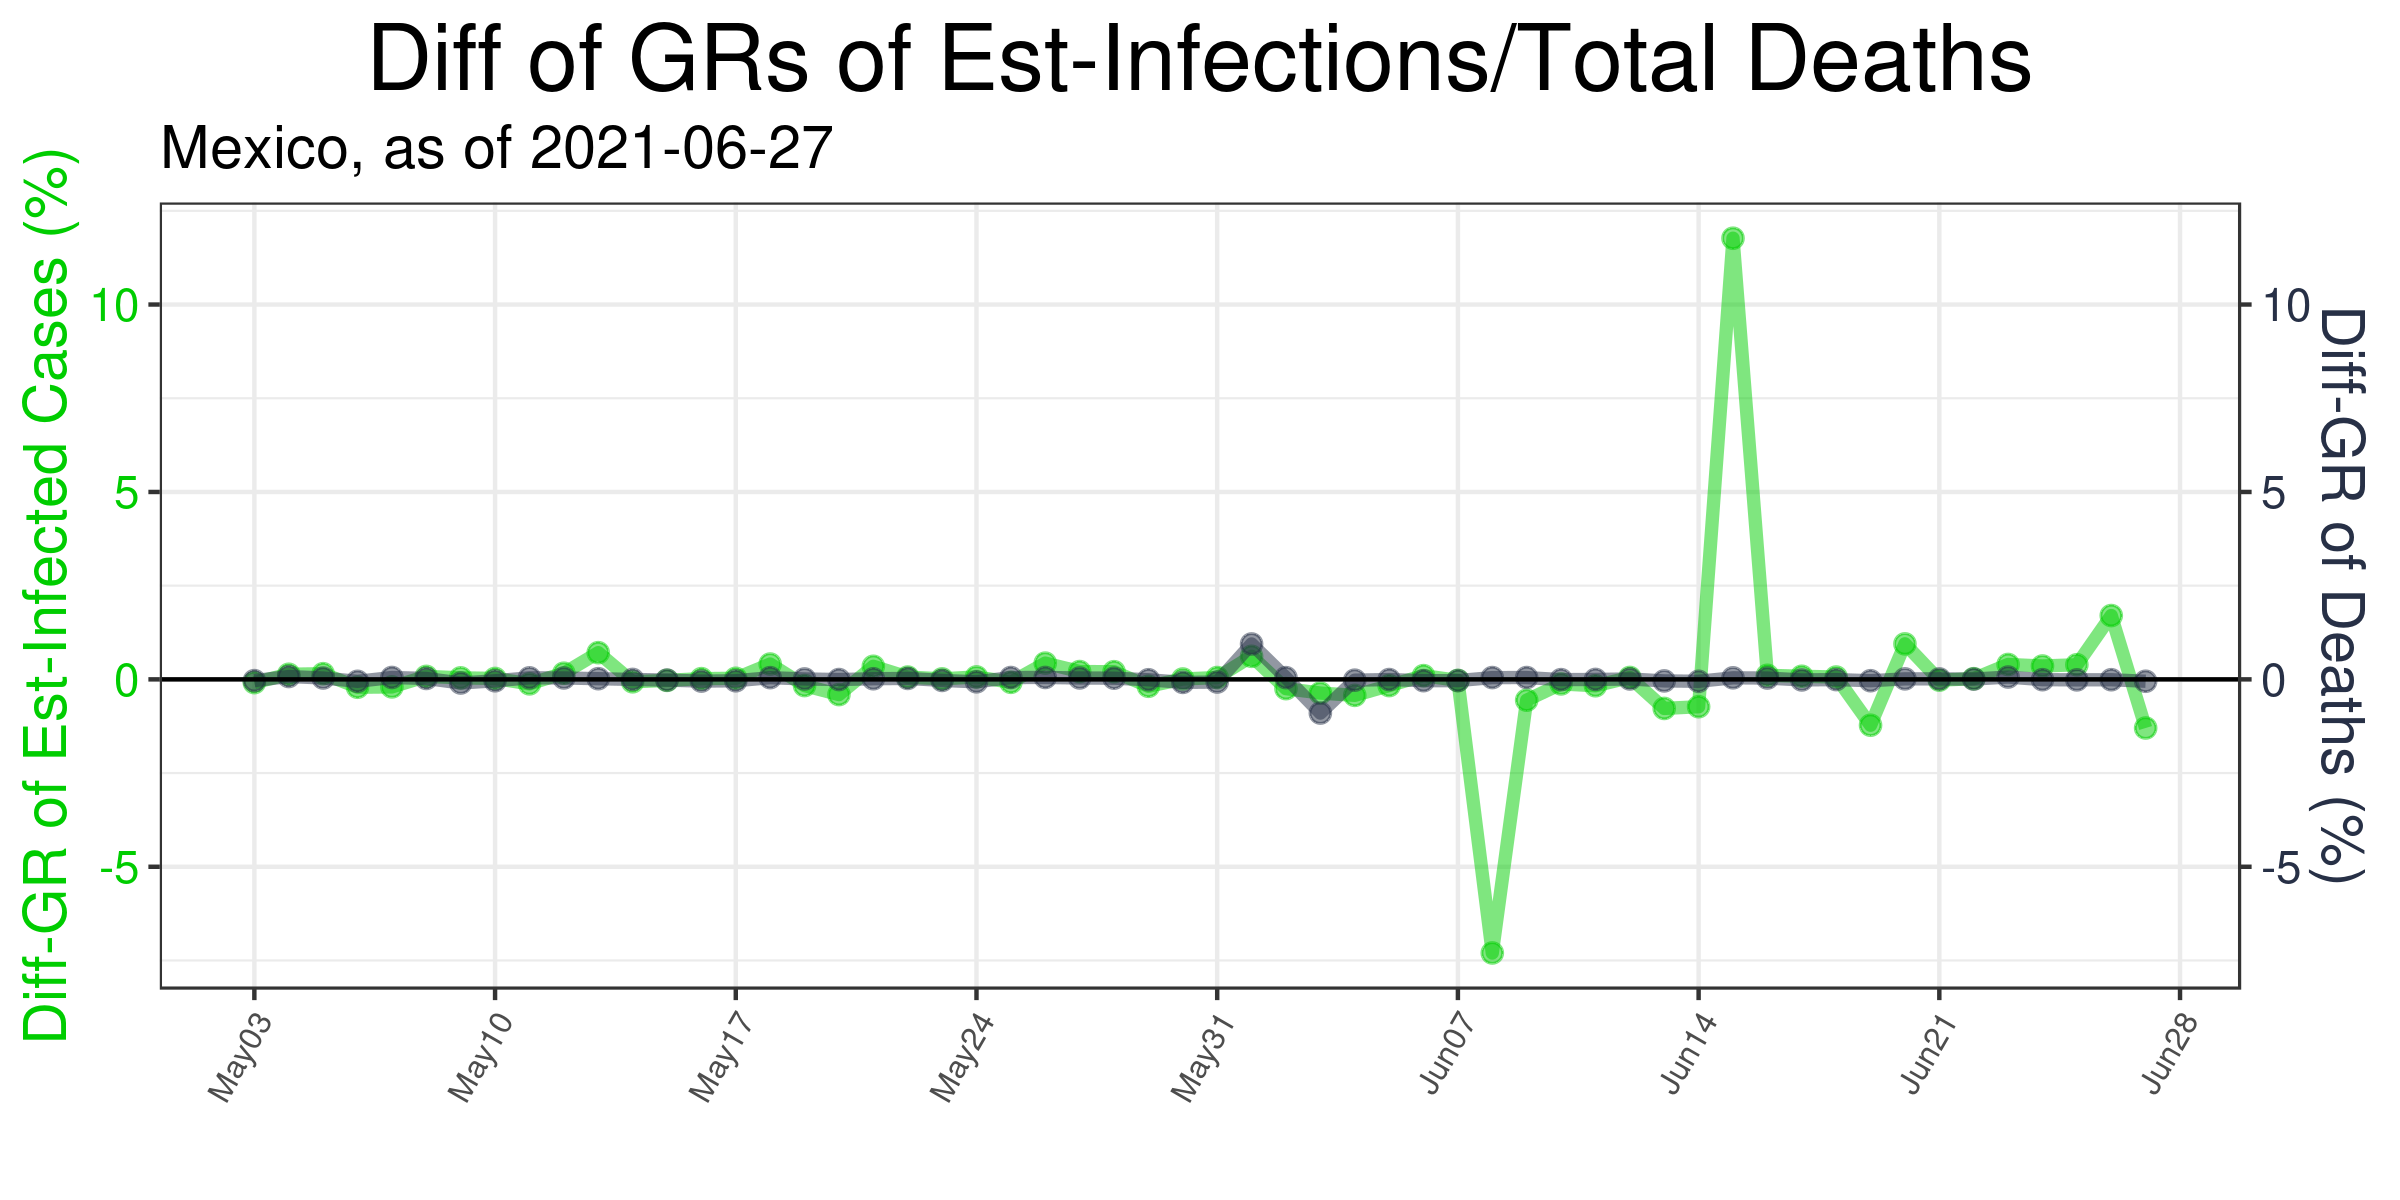 Diff of GRs of Est-Infections/Total Deaths
Mexico, as of 2021-06-27
Diff-GR of Est-Infected Cases (%)
10
5
0
-5
10
5
0
-5
Diff-GR of Deaths (%)
May03
May10
May17
May24
May31
Jun07
Jun14
Jun21
Jun28